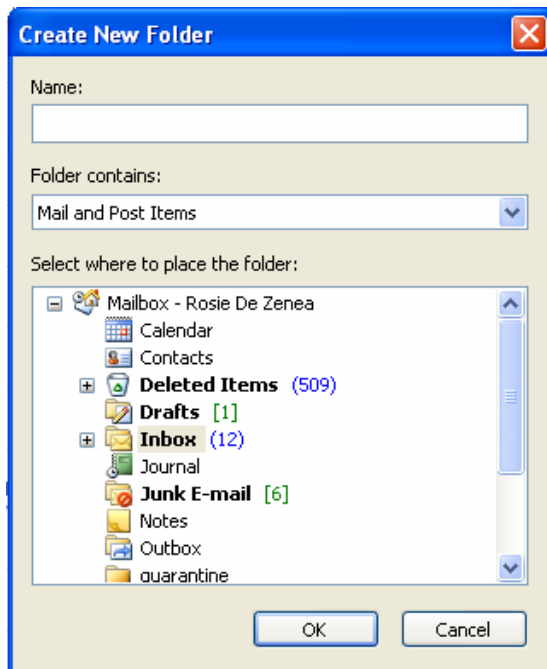 Create New Folder
Name:
Folder contains:
Mail and Post Items
Select where to place the folder:
Mailbox - Rosie De Zenea
Calendar
Contacts
Deleted Items (509)
Drafts [1]
Inbox (12)
Journal
Junk E-mail [6]
Notes
Outbox
quarantine
OK Cancel